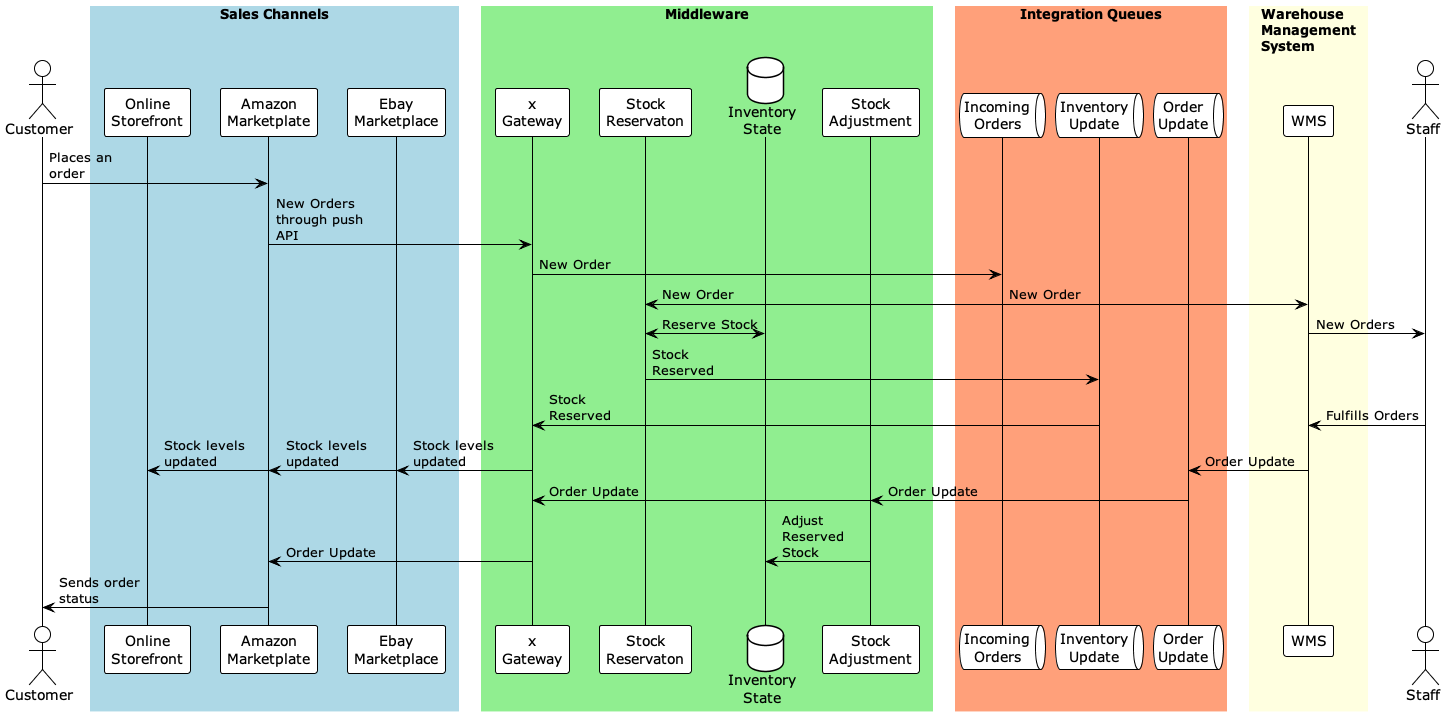 Sales Channels
Middleware
Integration Queues
Warehouse
Management
System
Customer
Online
Storefront
Amazon
Marketplate
Ebay
Marketplace
x
Gateway
Stock
Reservaton
Inventory
State
Stock
Adjustment
Incoming
Orders
Inventory
Update
Order
Update
WMS
Staff
Places an
order
New Orders
through push
API
New Order
New Order
New Order
Reserve Stock
New Orders
Stock
Reserved
Stock
Reserved
Fulfills Orders
Stock levels
updated
Stock levels
updated
Stock levels
updated
Order Update
Order Update
Order Update
Adjust
Reserved
Stock
Order Update
Sends order
status
Customer
Online
Storefront
Amazon
Marketplate
Ebay
Marketplace
x
Gateway
Stock
Reservaton
Inventory
State
Stock
Adjustment
Incoming
Orders
Inventory
Update
Order
Update
WMS
Staff